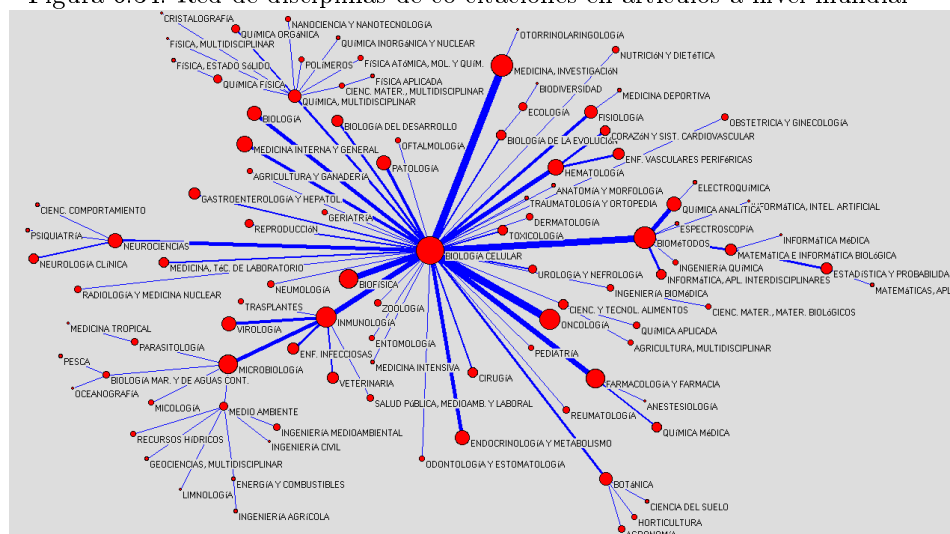 Figura 6.34: Red de disciplinas de co-citaciones en artículos a nivel mundial
CRISTALOGRAFíA
NANOCIENCIA Y NANOTECNOLOGíA
QUíMICA ORGáNICA
OTORRINOLARINGOLOGíA
FíSICA, MULTIDISCIPLINAR
QUíMICA INORGáNICA Y NUCLEAR
NUTRICIóN Y DIETéTICA
FíSICA, ESTADO SóLIDO
POLíMEROS
FíSICA ATóMICA, MOL. Y QUíM.
MEDICINA, INVESTIGACIóN
FíSICA APLICADA
QUíMICA FíSICA
CIENC. MATER., MULTIDISCIPLINAR
BIODIVERSIDAD
MEDICINA DEPORTIVA
QUíMICA, MULTIDISCIPLINAR
ECOLOGíA
BIOLOGíA
FISIOLOGíA
OBSTETRICIA Y GINECOLOGíA
BIOLOGíA DEL DESARROLLO
CORAZóN Y SIST. CARDIOVASCULAR
BIOLOGíA DE LA EVOLUCIóN
OFTALMOLOGíA
MEDICINA INTERNA Y GENERAL
ENF. VASCULARES PERIFéRICAS
PATOLOGíA
HEMATOLOGíA
AGRICULTURA Y GANADERíA
ANATOMíA Y MORFOLOGíA
ELECTROQUíMICA
GASTROENTEROLOGíA Y HEPATOL.
TRAUMATOLOGíA Y ORTOPEDIA
QUíMICA ANALíTICA
INFORMáTICA, INTEL. ARTIFICIAL
CIENC. COMPORTAMIENTO
GERIATRíA
DERMATOLOGíA
REPRODUCCIóN
ESPECTROSCOPIA
PSIQUIATRíA
TOXICOLOGíA
NEUROCIENCIAS
BIOMéTODOS
INFORMáTICA MéDICA
BIOLOGíA CELULAR
MATEMáTICA E INFORMáTICA BIOLóGICA
NEUROLOGíA CLíNICA
MEDICINA, TéC. DE LABORATORIO
INGENIERíA QUíMICA
UROLOGíA Y NEFROLOGíA
ESTADíSTICA Y PROBABILIDA
INFORMáTICA, APL. INTERDISCIPLINARES
NEUMOLOGíA
BIOFíSICA
MATEMáTICAS, APL
RADIOLOGíA Y MEDICINA NUCLEAR
INGENIERíA BIOMéDICA
TRASPLANTES
ZOOLOGíA
CIENC. Y TECNOL. ALIMENTOS
CIENC. MATER., MATER. BIOLóGICOS
INMUNOLOGíA
ONCOLOGíA
MEDICINA TROPICAL
VIROLOGíA
QUíMICA APLICADA
ENTOMOLOGíA
PARASITOLOGíA
AGRICULTURA, MULTIDISCIPLINAR
ENF. INFECCIOSAS
PEDIATRíA
PESCA
MICROBIOLOGíA
MEDICINA INTENSIVA
BIOLOGíA MAR. Y DE AGUAS CONT.
VETERINARIA
CIRUGíA
FARMACOLOGíA Y FARMACIA
OCEANOGRAFíA
MICOLOGíA
SALUD PúBLICA, MEDIOAMB. Y LABORAL
ANESTESIOLOGíA
MEDIO AMBIENTE
REUMATOLOGíA
RECURSOS HíDRICOS
INGENIERíA MEDIOAMBIENTAL
QUíMICA MéDICA
INGENIERíA CIVIL
ENDOCRINOLOGíA Y METABOLISMO
GEOCIENCIAS, MULTIDISCIPLINAR
ODONTOLOGíA Y ESTOMATOLOGíA
ENERGíA Y COMBUSTIBLES
BOTáNICA
LIMNOLOGíA
CIENCIA DEL SUELO
INGENIERíA AGRíCOLA
HORTICULTURA
AGRONOMíA